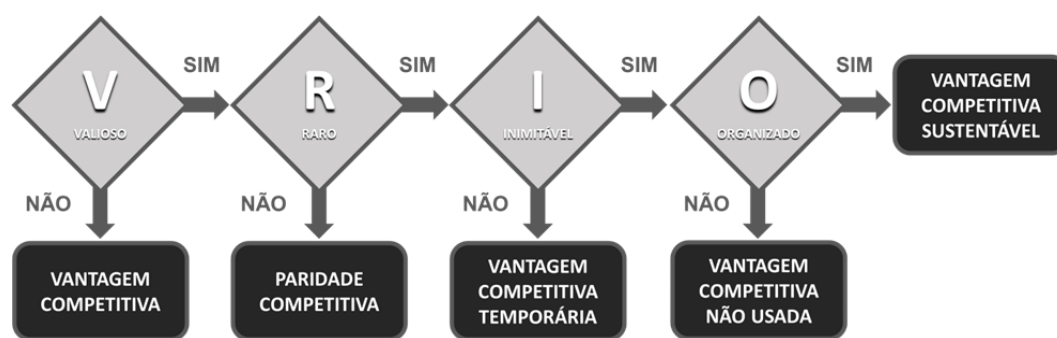 V
VALIOSO
SIM
R
RARO
SIM
I
INIMITÁVEL
SIM
O
ORGANIZADO
SIM
VANTAGEM
COMPETITIVA
SUSTENTÁVEL
NÃO
VANTAGEM
COMPETITIVA
NÃO
PARIDADE
COMPETITIVA
NÃO
VANTAGEM
COMPETITIVA
TEMPORÁRIA
NÃO
VANTAGEM
COMPETITIVA
NÃO USADA